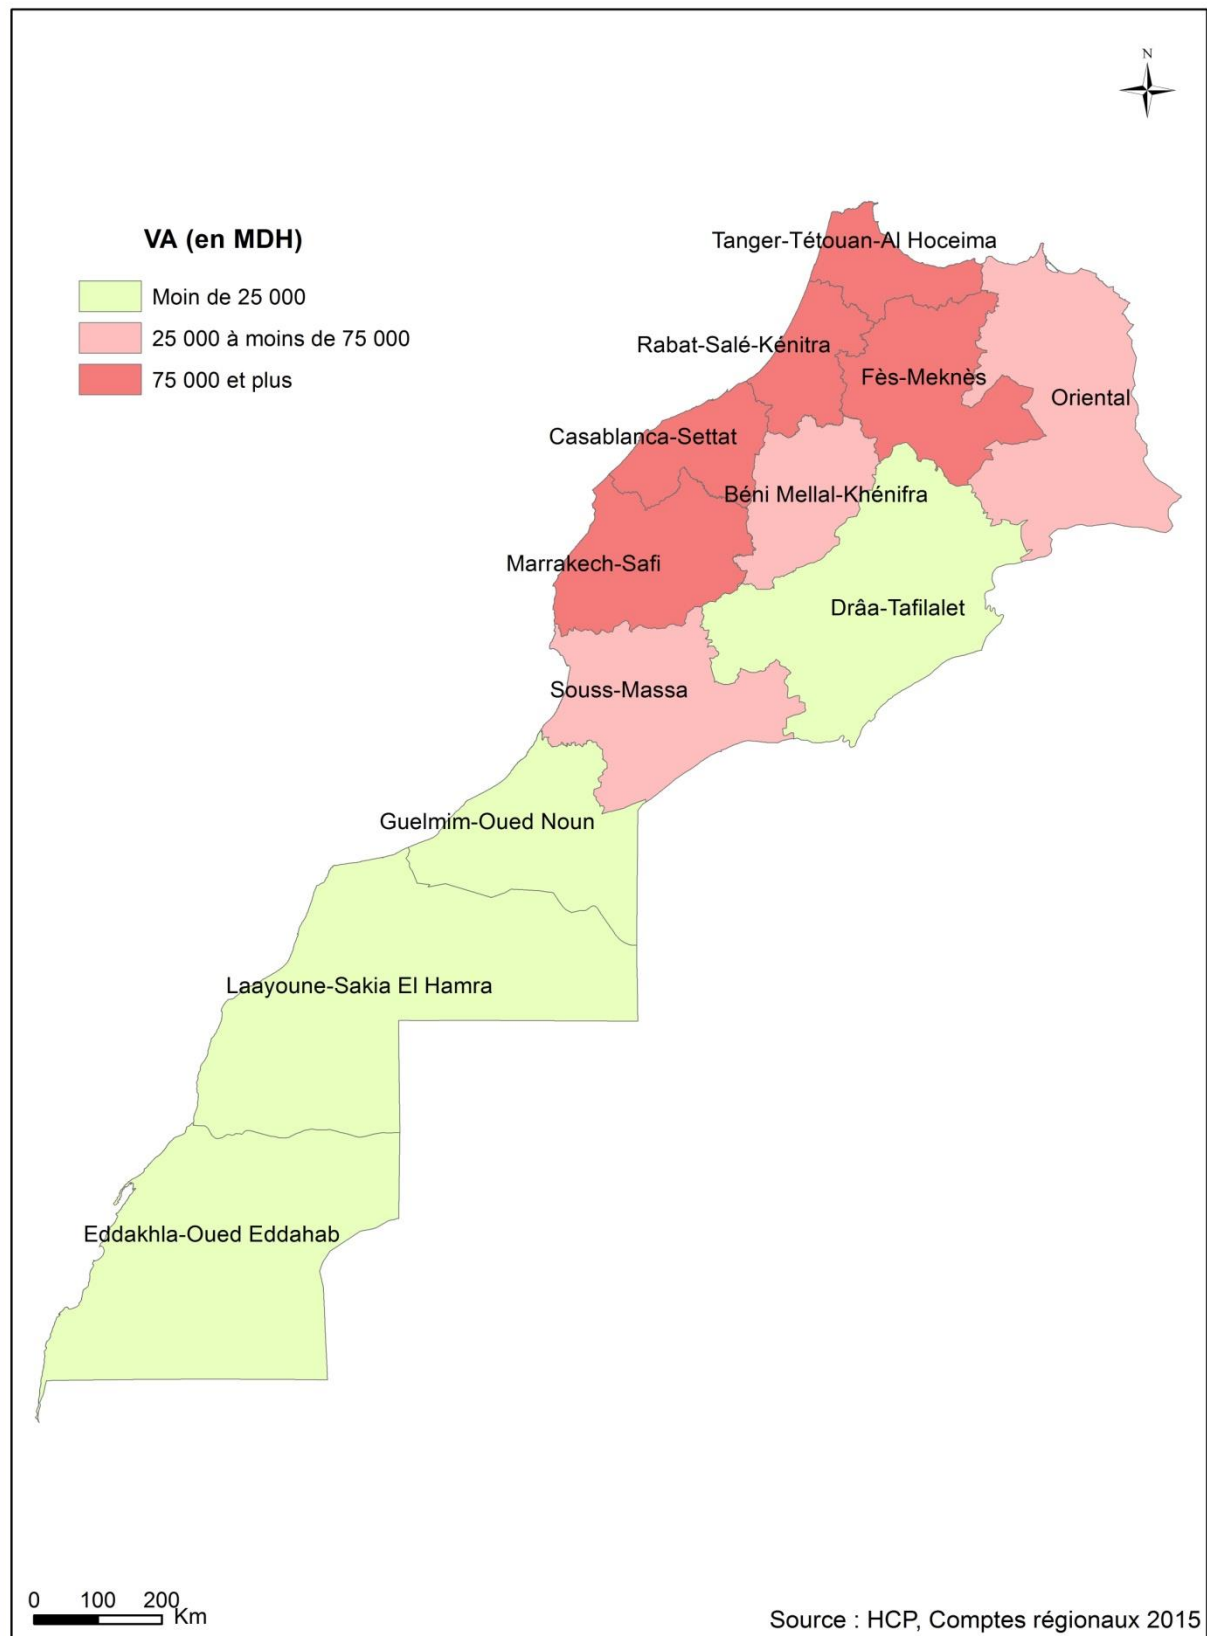 N
VA (en MDH)
Moin de 25 000
25 000 à moins de 75 000
75 000 et plus
Tanger-Tétouan-Al Hoceima
Rabat-Salé-Kénitra
Fès-Meknès
Oriental
Casablanca-Settat
Béni Mellal-Khénifra
Marrakech-Safi
Drâa-Tafilalet
Souss-Massa
Guelmim-Oued Noun
Laayoune-Sakia El Hamra
Eddakhla-Oued Eddahab
0 100 200
Km
Source : HCP, Comptes régionaux 2015